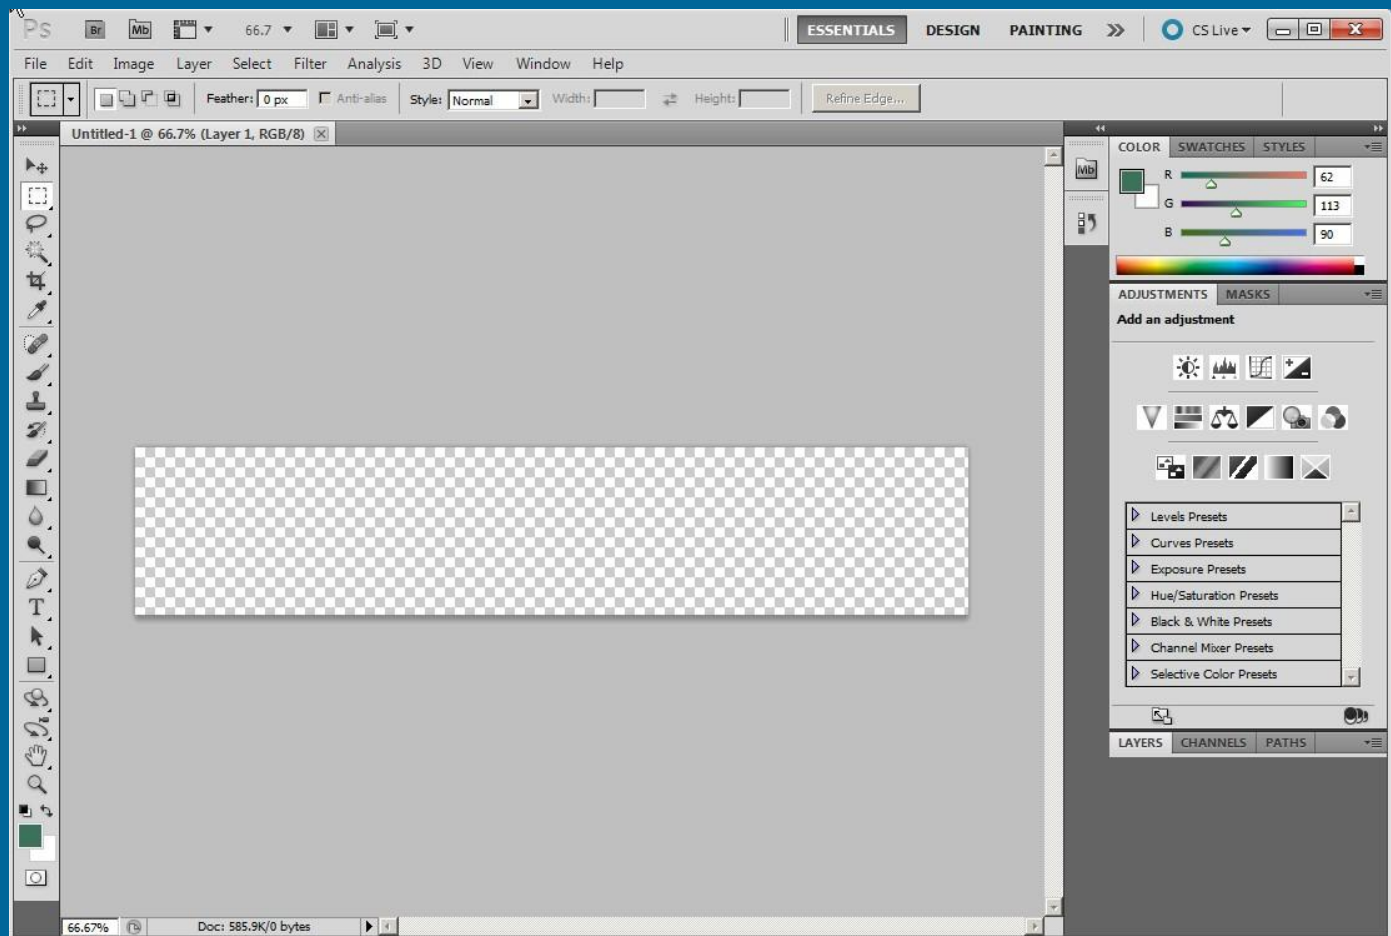 Ps Br Mb 66.7 ESSENTIALS DESIGN PAINTING CS Live
File Edit Image Layer Select Filter Analysis 3D View Window Help
Feather: 0 px Anti-alias Style: Normal Width: Height: Refine Edge...
Untitled-1 @ 66.7% (Layer 1, RGB/8)
Mb
COLOR SWATCHES STYLES
R 62
G 113
B 90
ADJUSTMENTS MASKS
Add an adjustment
Levels Presets
Curves Presets
Exposure Presets
Hue/Saturation Presets
Black & White Presets
Channel Mixer Presets
Selective Color Presets
LAYERS CHANNELS PATHS
T
66.67% Doc: 585.9K/0 bytes